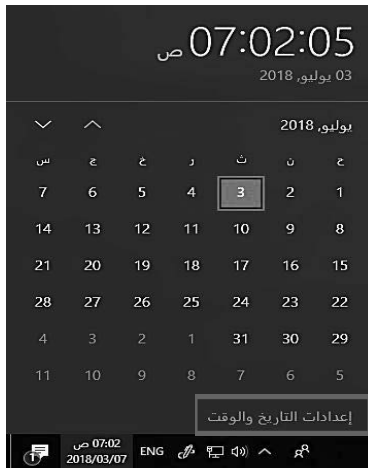 07:02:05 ص
03 يوليو, 2018
يوليو, 2018
ح ن ث ر خ ج س
1 2 3 4 5 6 7
8 9 10 11 12 13 14
15 16 17 18 19 20 21
22 23 24 25 26 27 28
29 30 31 1 2 3 4
5 6 7 8 9 10 11
إعدادات التاريخ والوقت
ENG 07:02 ص
2018/03/07
1